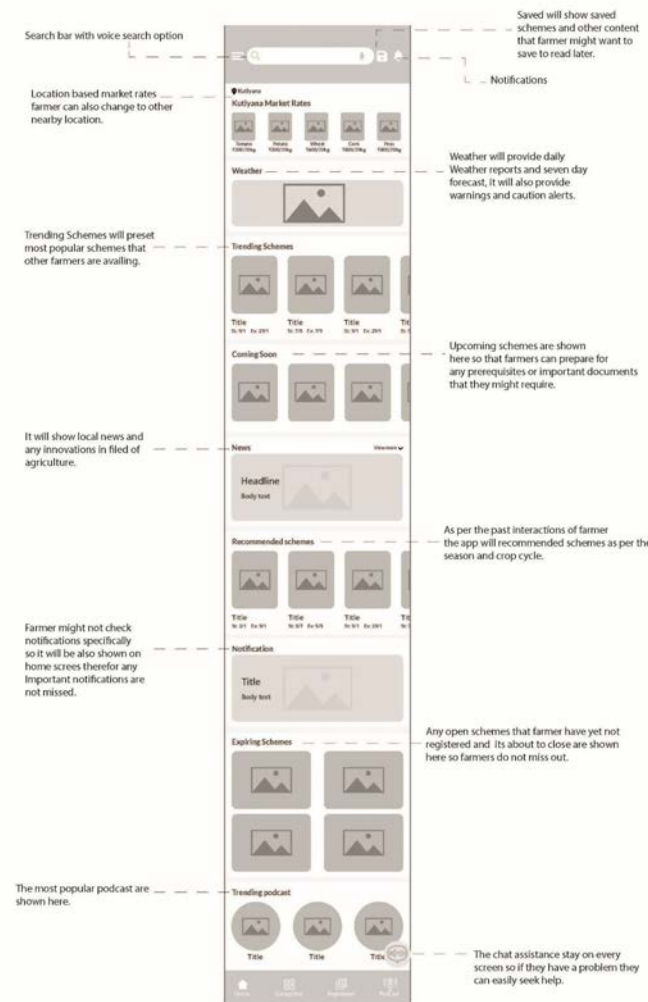 Saved will show saved
schemes and other content
that farmer might want to
save to read later.
Search bar with voice search option
Notifications
Location based market rates
farmer can also change to other
nearby location.
Kutiyana
Kutiyana Market Rates
Tomato
Potato
Wheat
Corn
Weather
Weather will provide daily
Weather reports and seven day
forecast, it will also provide
warnings and caution alerts.
Trending Schemes will preset
most popular schemes that
other farmers are availing.
Trending Schemes
Title
Title
Title
Coming Soon
Upcoming schemes are shown
here so that farmers can prepare for
any prerequisites or important documents
that they might require.
It will show local news and
any innovations in filed of
agriculture.
News
View more
Headline
Body text
As per the past interactions of farmer
the app will recommended schemes as per the
season and crop cycle.
Recommended schemes
Title
Title
Title
Farmer might not check
notifications specifically
so it will be also shown on
home screes therefor any
Important notifications are
not missed.
Notification
Title
Body text
Any open schemes that farmer have yet not
registered and its about to close are shown
here so farmers do not miss out.
Expiring Schemes
The most popular podcast are
shown here.
Trending podcast
Title
Title
Title
The chat assistance stay on every
screen so if they have a problem they
can easily seek help.
Home